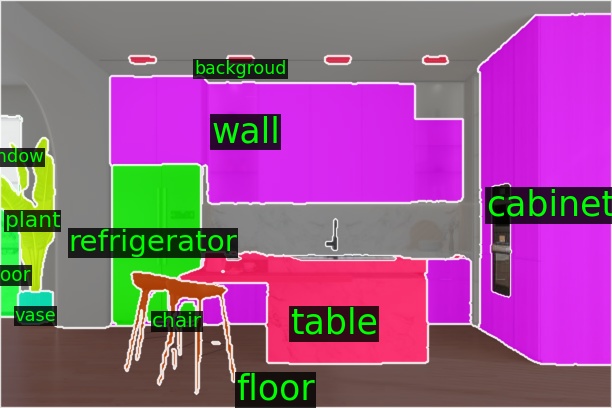 backgroud
wall
ndow
cabinet
plant
refrigerator
oor
vase
chair
table
floor